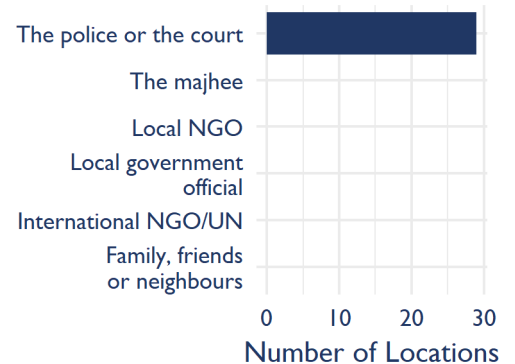 The police or the court
The majhee
Local NGO
Local government
official
International NGO/UN
Family, friends
or neighbours
0 10 20 30
Number of Locations